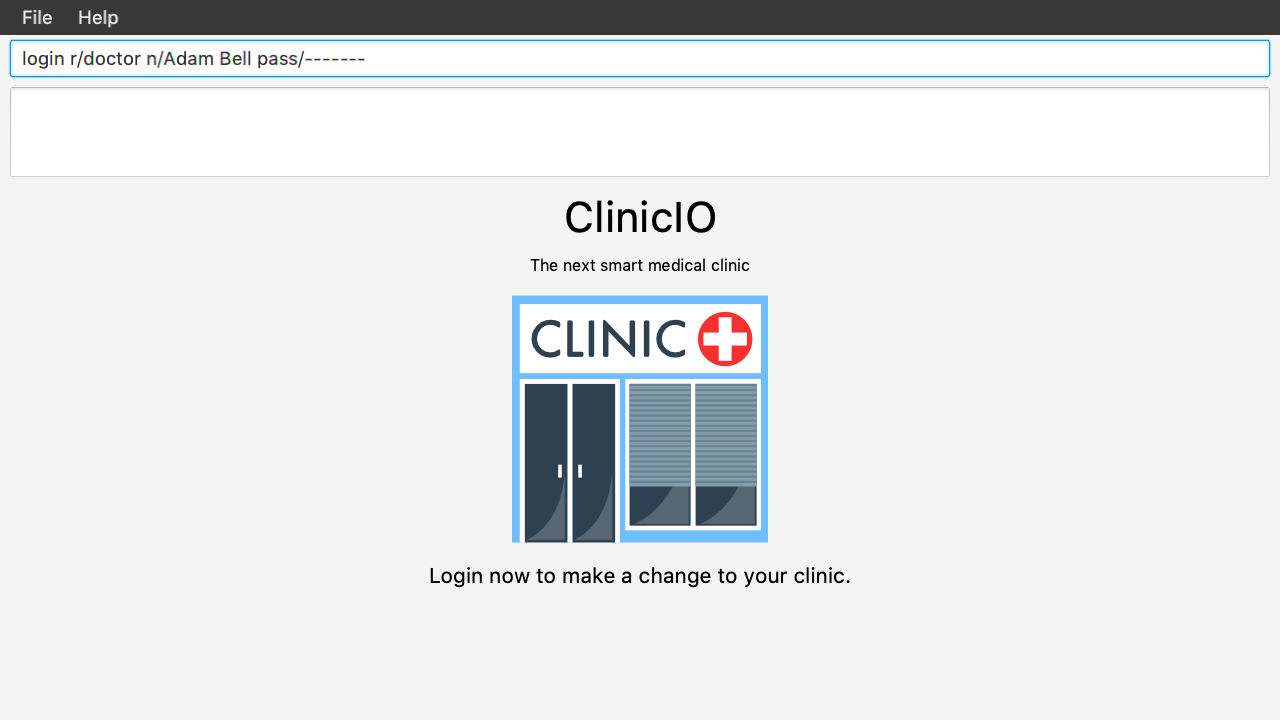 File Help
login r/doctor n/Adam Bell pass/-------
ClinicIO
The next smart medical clinic
CLINIC
Login now to make a change to your clinic.